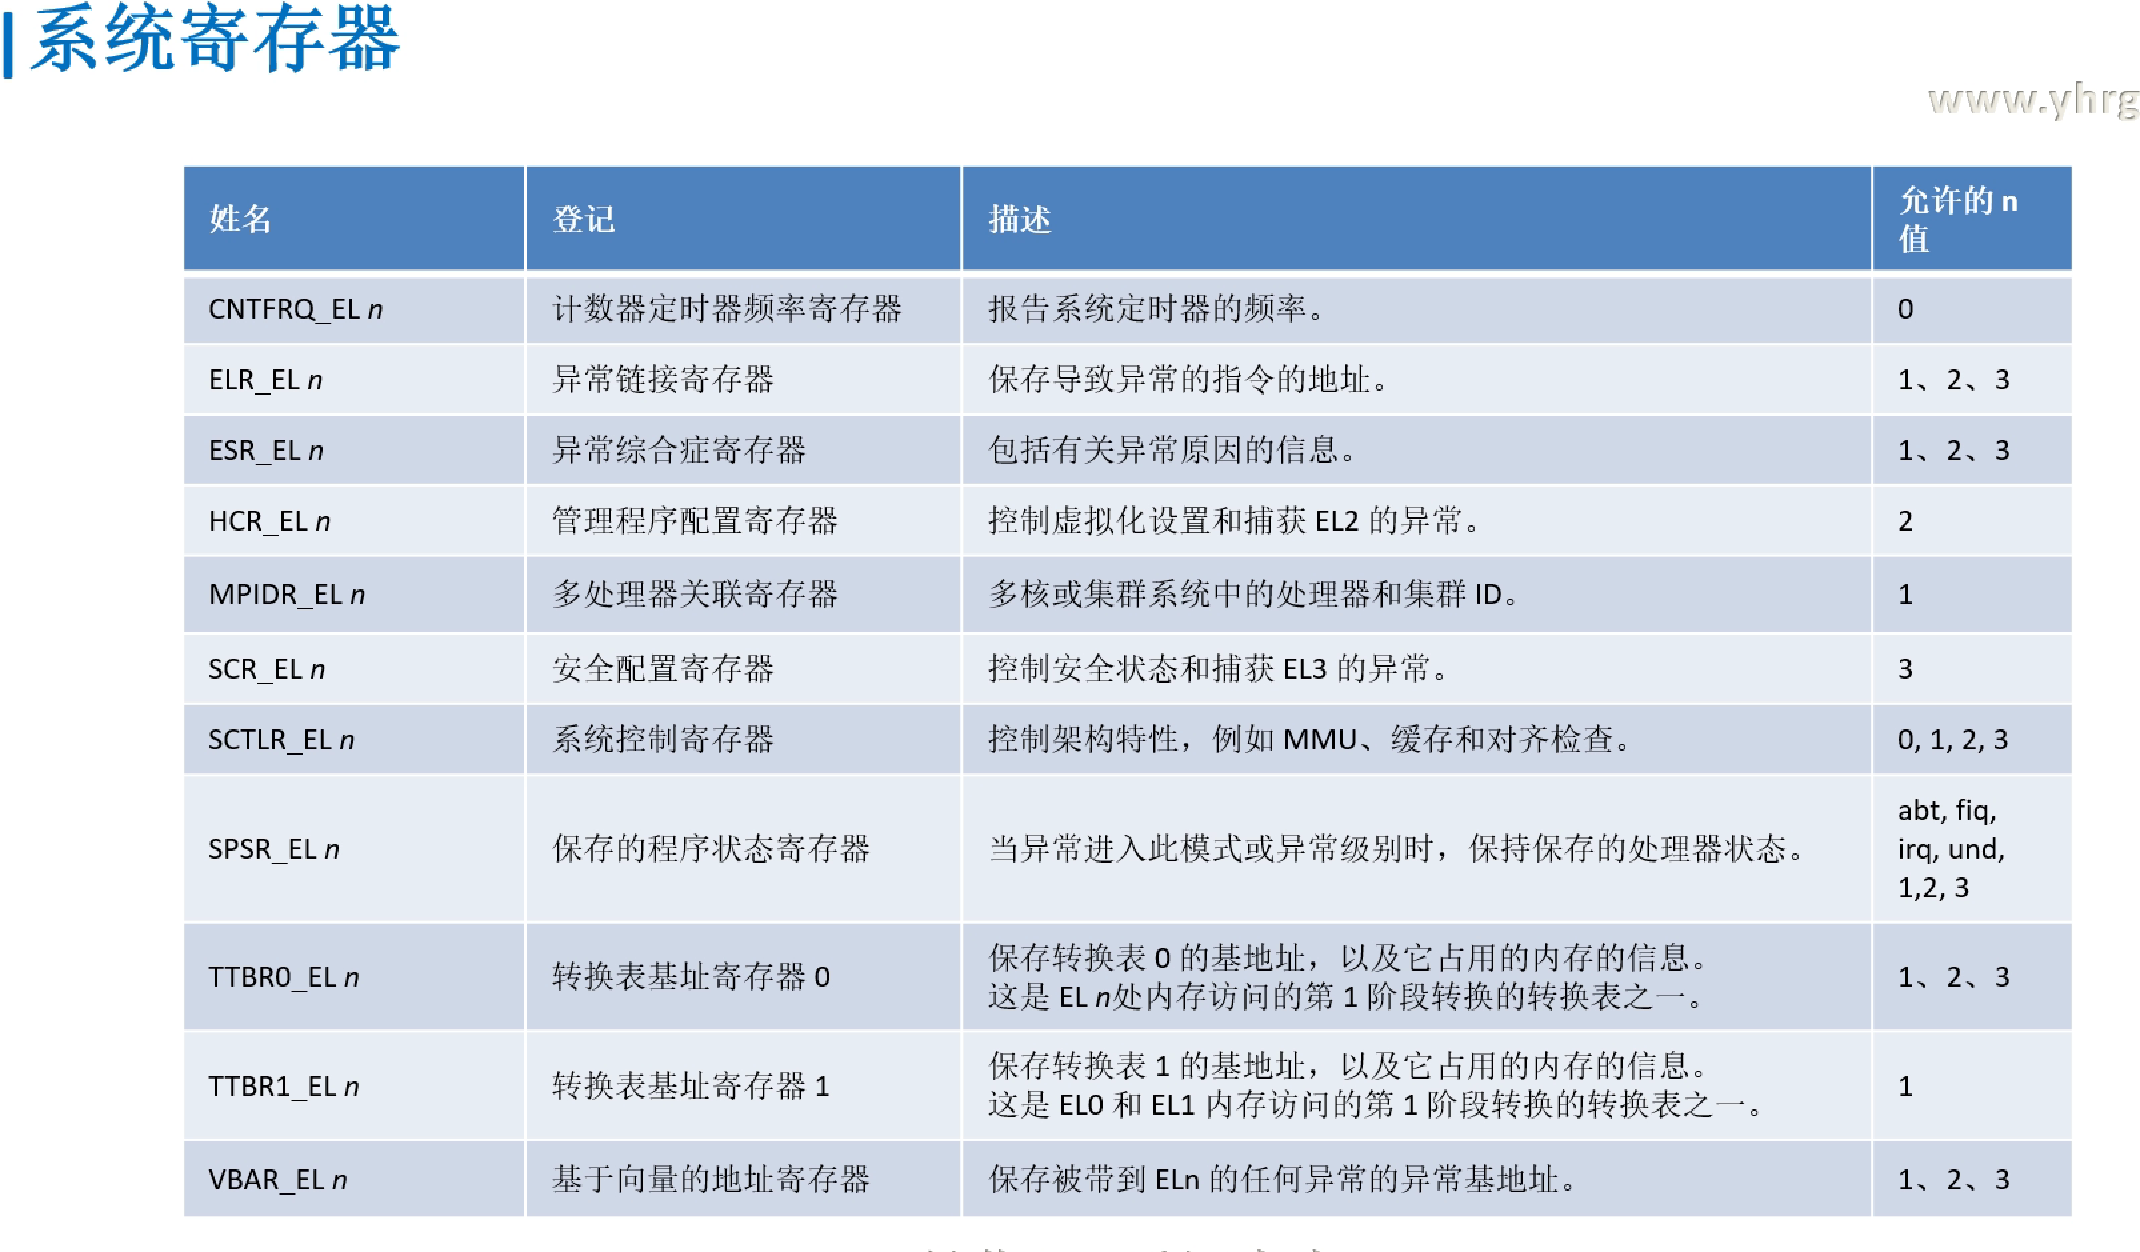 系统寄存器
www.yhrg
姓名 登记 描述 允许的 n
值
CNTFRQ_EL n 计数器定时器频率寄存器 报告系统定时器的频率。 0
ELR_EL n 异常链接寄存器 保存导致异常的指令的地址。 1、2、3
ESR_EL n 异常综合症寄存器 包括有关异常原因的信息。 1、2、3
HCR_EL n 管理程序配置寄存器 控制虚拟化设置和捕获 EL2 的异常。 2
MPIDR_EL n 多处理器关联寄存器 多核或集群系统中的处理器和集群 ID。 1
SCR_EL n 安全配置寄存器 控制安全状态和捕获 EL3 的异常。 3
SCTLR_EL n 系统控制寄存器 控制架构特性，例如 MMU、缓存和对齐检查。 0, 1, 2, 3
SPSR_EL n 保存的程序状态寄存器 当异常进入此模式或异常级别时，保持保存的处理器状态。 abt, fiq,
irq, und,
1,2, 3
TTBR0_EL n 转换表基址寄存器 0 保存转换表 0 的基地址，以及它占用的内存的信息。
这是 EL n处内存访问的第 1 阶段转换的转换表之一。 1、2、3
TTBR1_EL n 转换表基址寄存器 1 保存转换表 1 的基地址，以及它占用的内存的信息。
这是 EL0 和 EL1 内存访问的第 1 阶段转换的转换表之一。 1
VBAR_EL n 基于向量的地址寄存器 保存被带到 ELn 的任何异常的异常基地址。 1、2、3